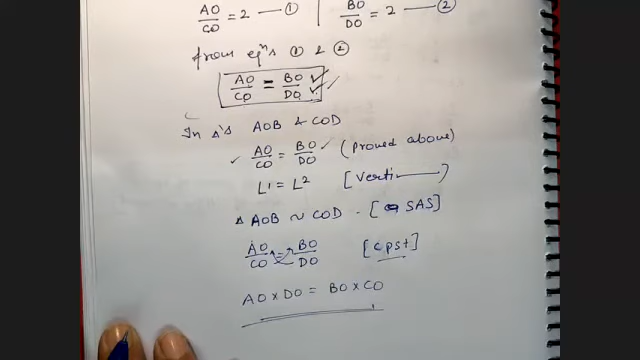 AO/CO = 2 — ① | BO/DO = 2 — ②
from eqⁿs ① & ②
AO/CO = BO/DO
In Δ's AOB & COD
AO/CO = BO/DO (Proved above)
∠1 = ∠2 [Verti—]
Δ AOB ~ COD. [SAS]
AO/CO = BO/DO [cpst]
AO × DO = BO × CO